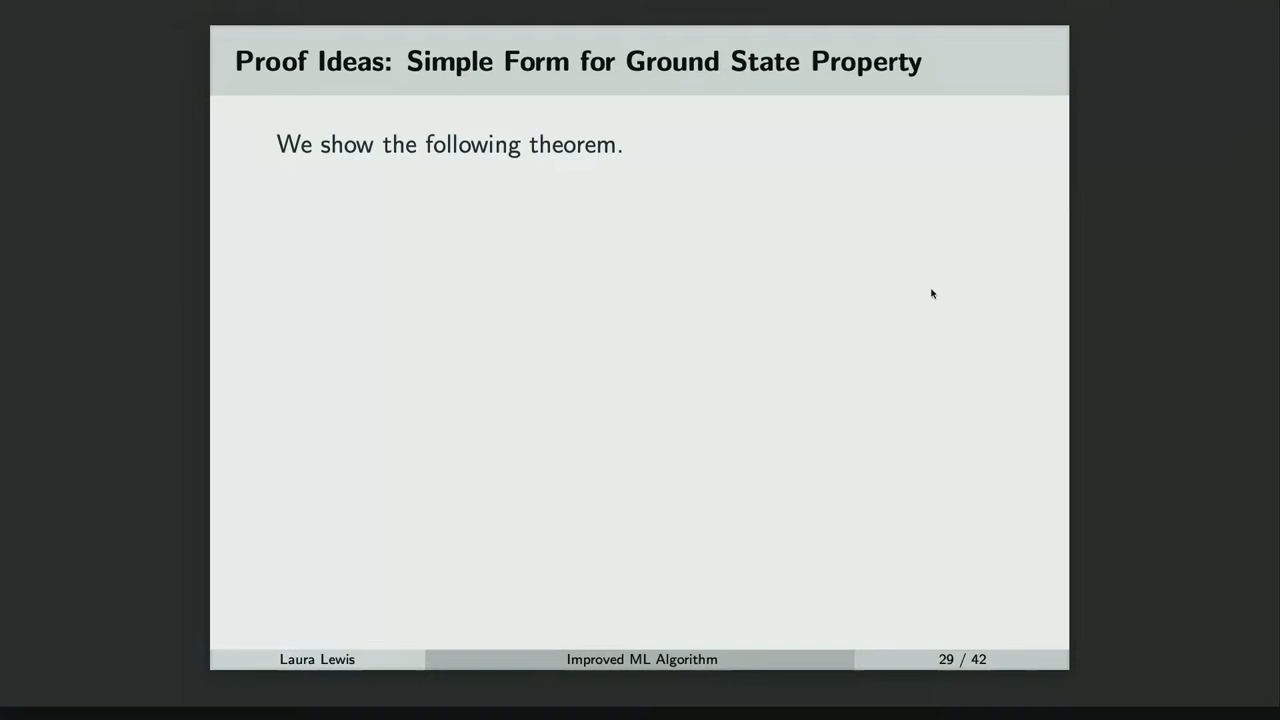 Proof Ideas: Simple Form for Ground State Property
We show the following theorem.
Laura Lewis
Improved ML Algorithm
29 / 42